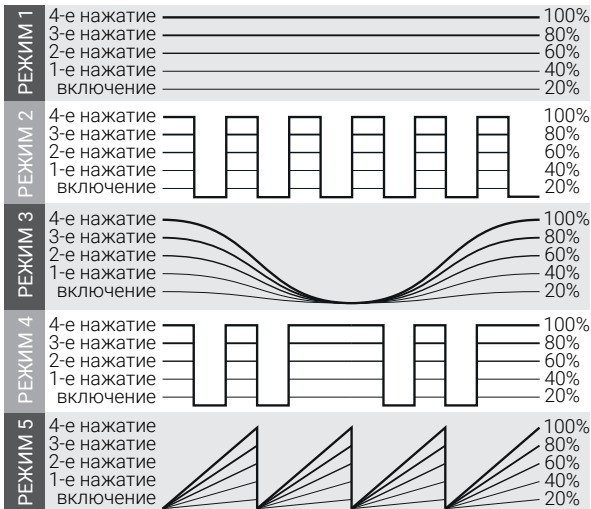 РЕЖИМ 1
4-е нажатие 100%
3-е нажатие 80%
2-е нажатие 60%
1-е нажатие 40%
включение 20%
РЕЖИМ 2
4-е нажатие 100%
3-е нажатие 80%
2-е нажатие 60%
1-е нажатие 40%
включение 20%
РЕЖИМ 3
4-е нажатие 100%
3-е нажатие 80%
2-е нажатие 60%
1-е нажатие 40%
включение 20%
РЕЖИМ 4
4-е нажатие 100%
3-е нажатие 80%
2-е нажатие 60%
1-е нажатие 40%
включение 20%
РЕЖИМ 5
4-е нажатие 100%
3-е нажатие 80%
2-е нажатие 60%
1-е нажатие 40%
включение 20%